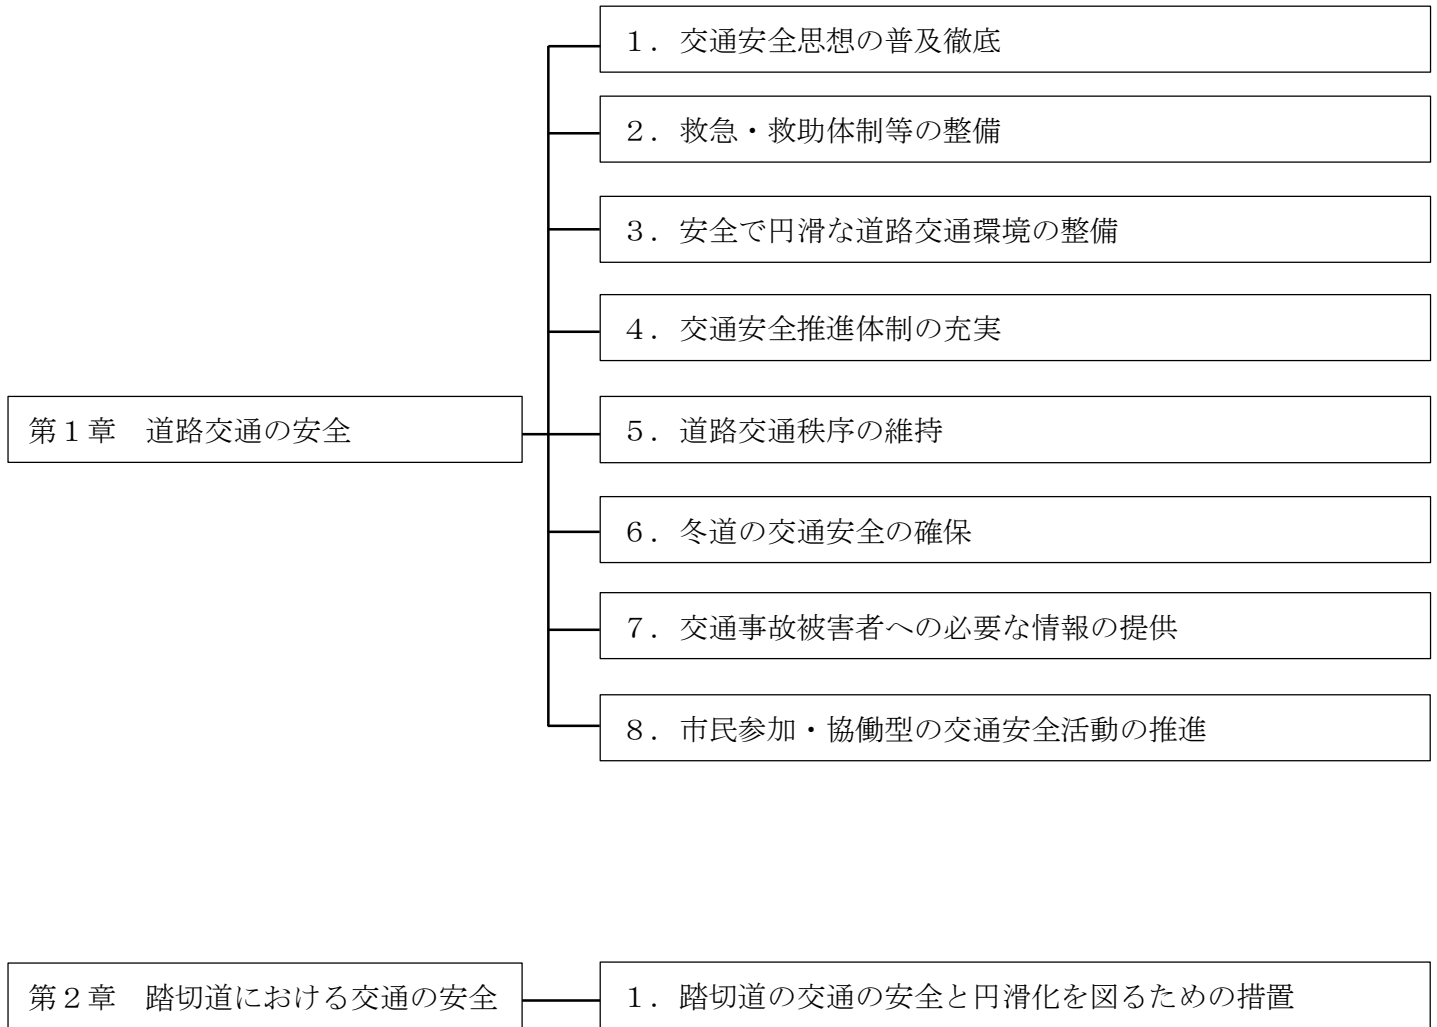 １．交通安全思想の普及徹底
２．救急・救助体制等の整備
３．安全で円滑な道路交通環境の整備
４．交通安全推進体制の充実
第１章　道路交通の安全
５．道路交通秩序の維持
６．冬道の交通安全の確保
７．交通事故被害者への必要な情報の提供
８．市民参加・協働型の交通安全活動の推進
第２章　踏切道における交通の安全
１．踏切道の交通の安全と円滑化を図るための措置